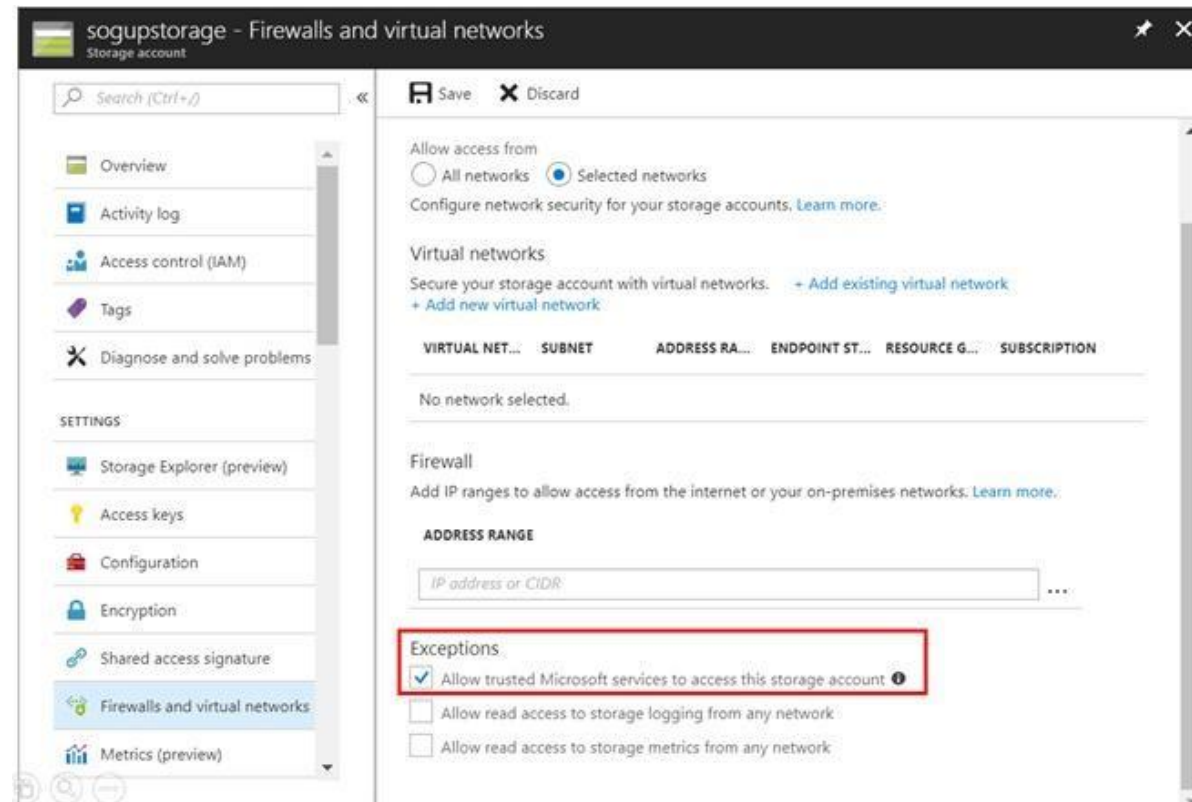 sogupstorage - Firewalls and virtual networks
Storage account
Search (Ctrl+/)
Overview
Activity log
Access control (IAM)
Tags
Diagnose and solve problems
SETTINGS
Storage Explorer (preview)
Access keys
Configuration
Encryption
Shared access signature
Firewalls and virtual networks
Metrics (preview)
Save
Discard
Allow access from
All networks
Selected networks
Configure network security for your storage accounts. Learn more.
Virtual networks
Secure your storage account with virtual networks. + Add existing virtual network
+ Add new virtual network
VIRTUAL NET... SUBNET ADDRESS RA... ENDPOINT ST... RESOURCE G... SUBSCRIPTION
No network selected.
Firewall
Add IP ranges to allow access from the internet or your on-premises networks. Learn more.
ADDRESS RANGE
IP address or CIDR
...
Exceptions
Allow trusted Microsoft services to access this storage account
Allow read access to storage logging from any network
Allow read access to storage metrics from any network